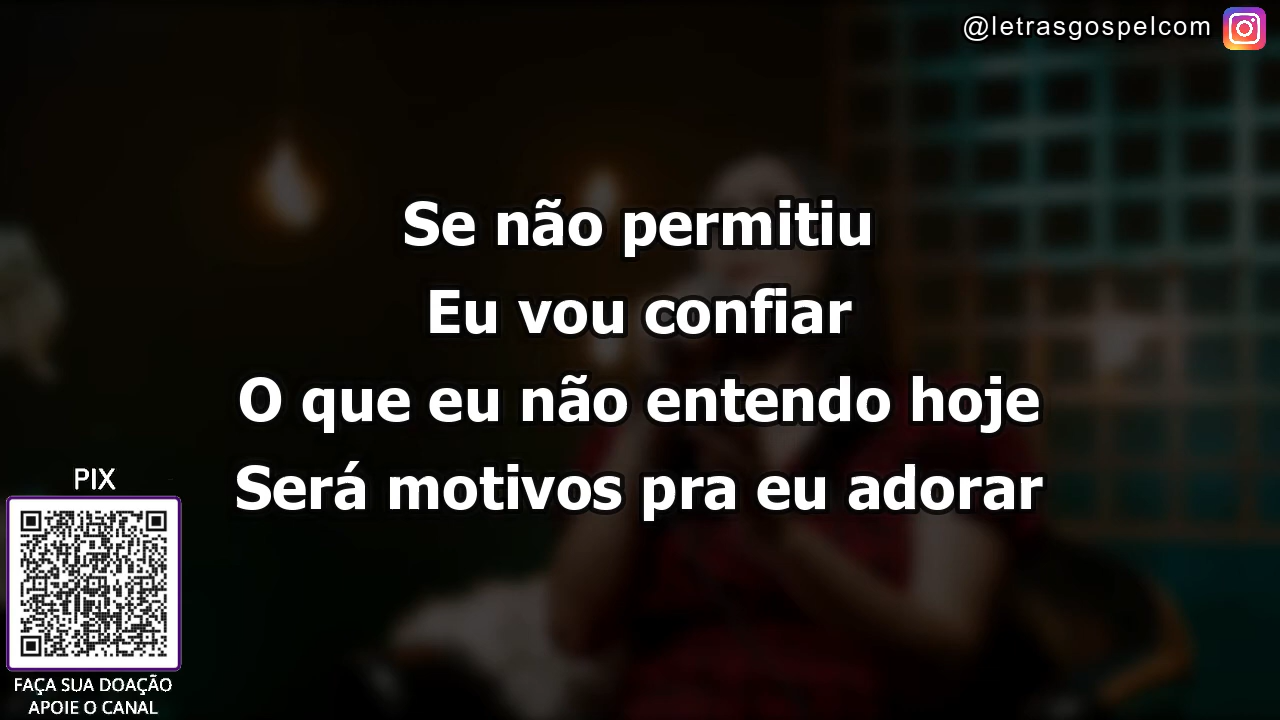 @letrasgospelcom
Se não permitiu
Eu vou confiar
O que eu não entendo hoje
Será motivos pra eu adorar
PIX
FAÇA SUA DOAÇÃO
APOIE O CANAL